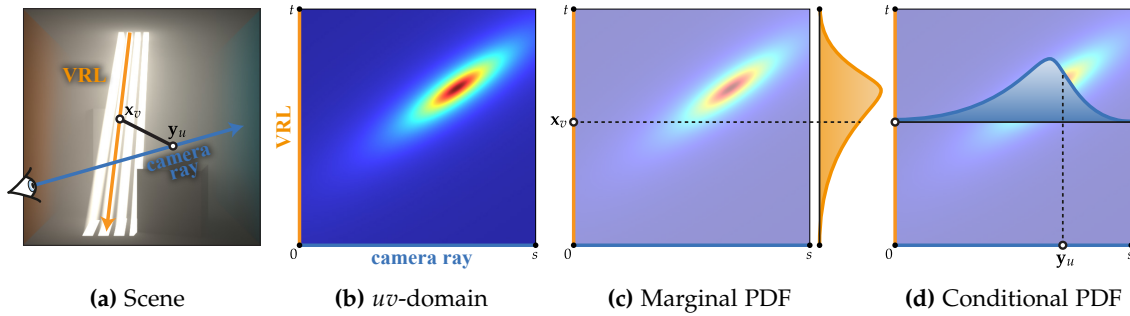 VRL
x_v
y_u
camera
ray
t
VRL
0
camera ray
s
t
x_v
0
s
t
0
y_u
s
(a) Scene
(b) uv-domain
(c) Marginal PDF
(d) Conditional PDF